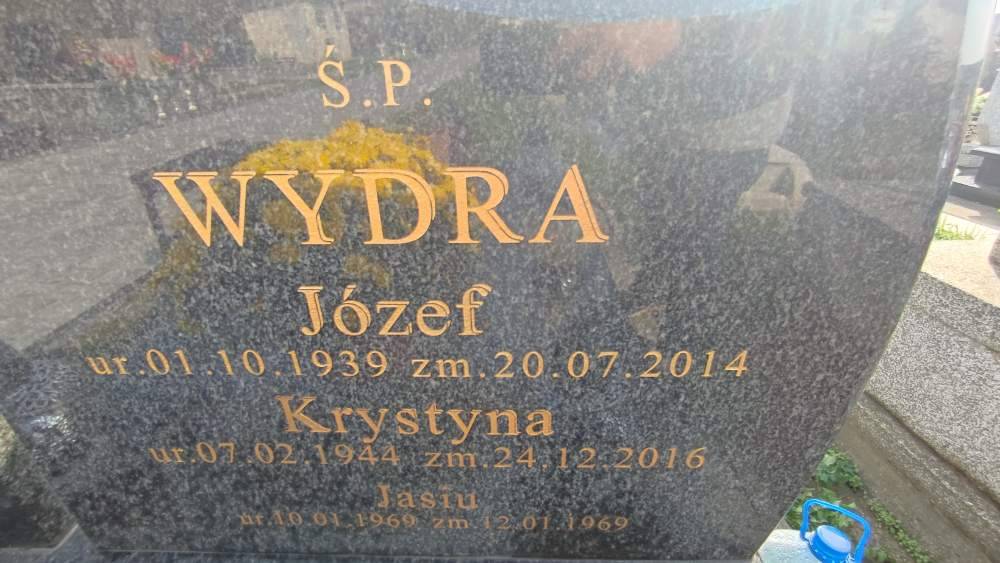 Ś.P.
WYDRA
Józef
ur.01.10.1939 zm.20.07.2014
Krystyna
ur.07.02.1944 zm.24.12.2016
Jasiu
ur.10.01.1969 zm.12.01.1969